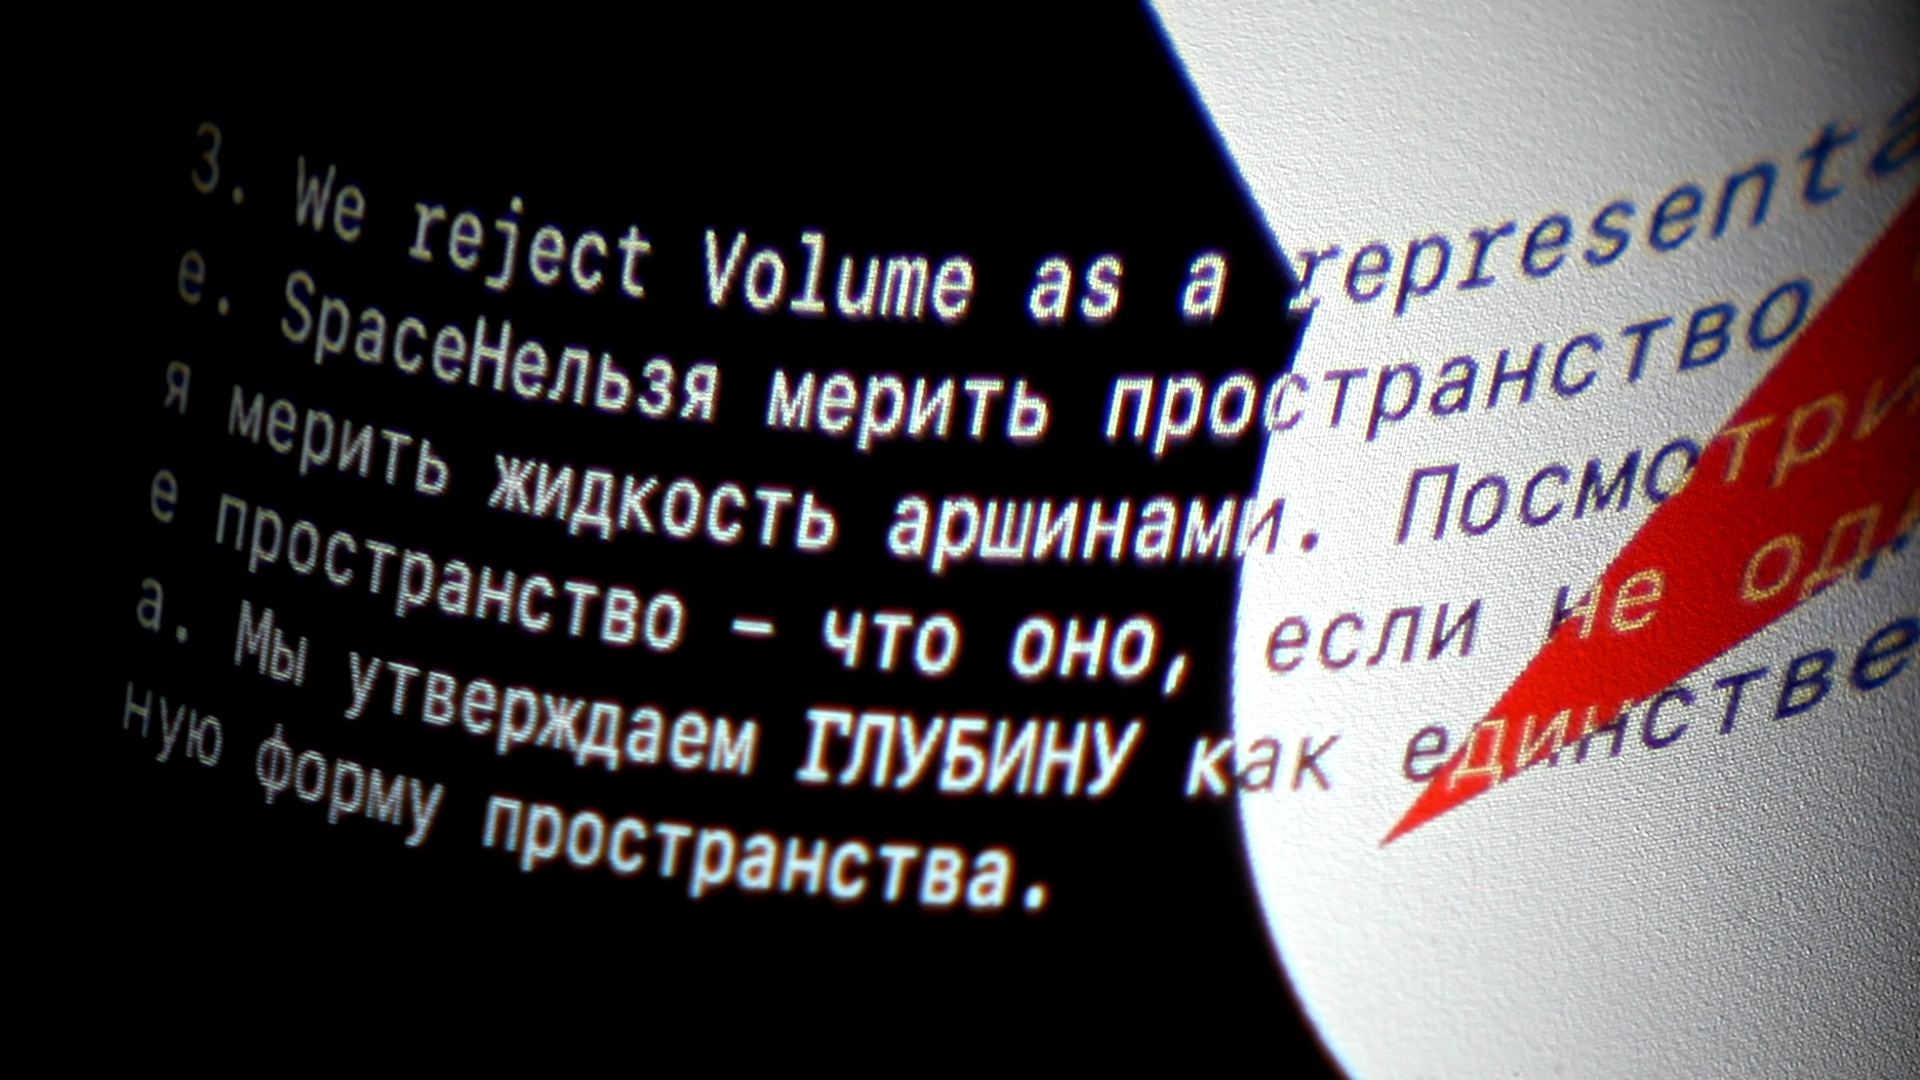 3. We reject Volume as a representa
e. SpaceНельзя мерить пространство
я мерить жидкость аршинами. Посмотри
е пространство – что оно, если не од
а. Мы утверждаем ГЛУБИНУ как единстве
ную форму пространства.